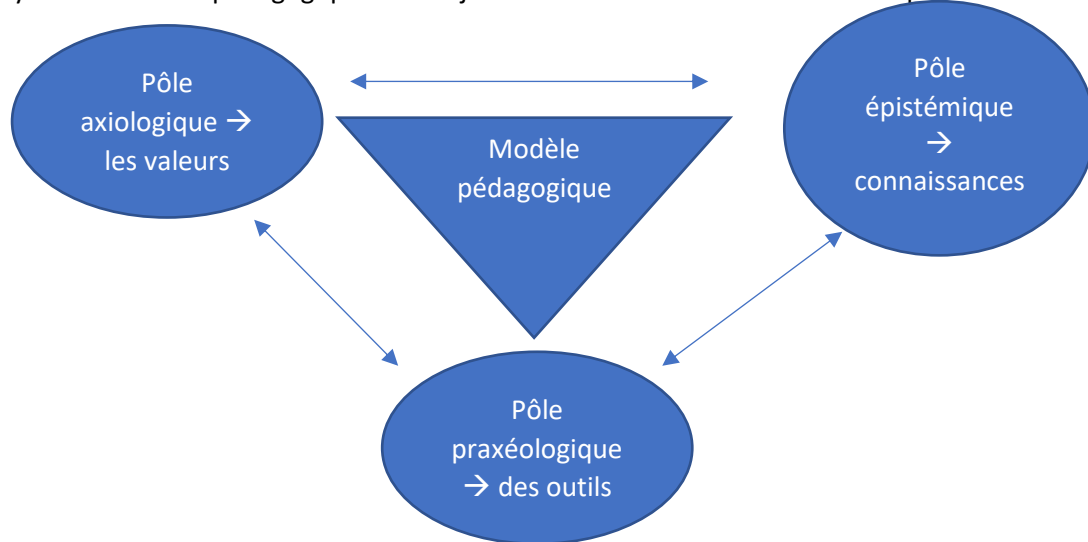 Pôle
axiologique →
les valeurs
Modèle
pédagogique
Pôle
épistémique
→
connaissances
Pôle
praxéologique
→ des outils